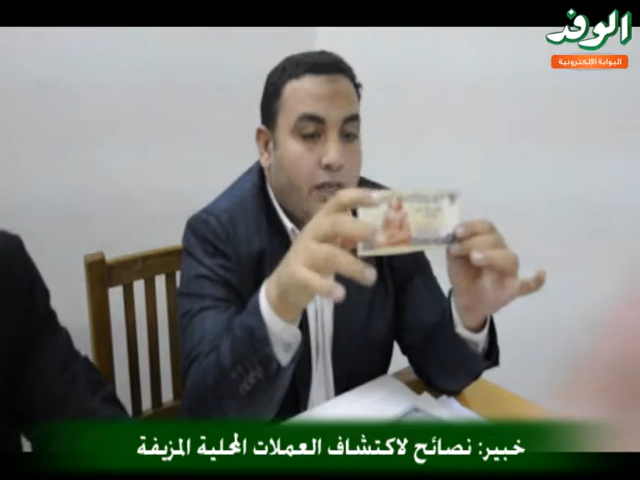 الوفد
البوابة الإلكترونية
خبير: نصائح لاكتشاف العملات المحلية المزيفة